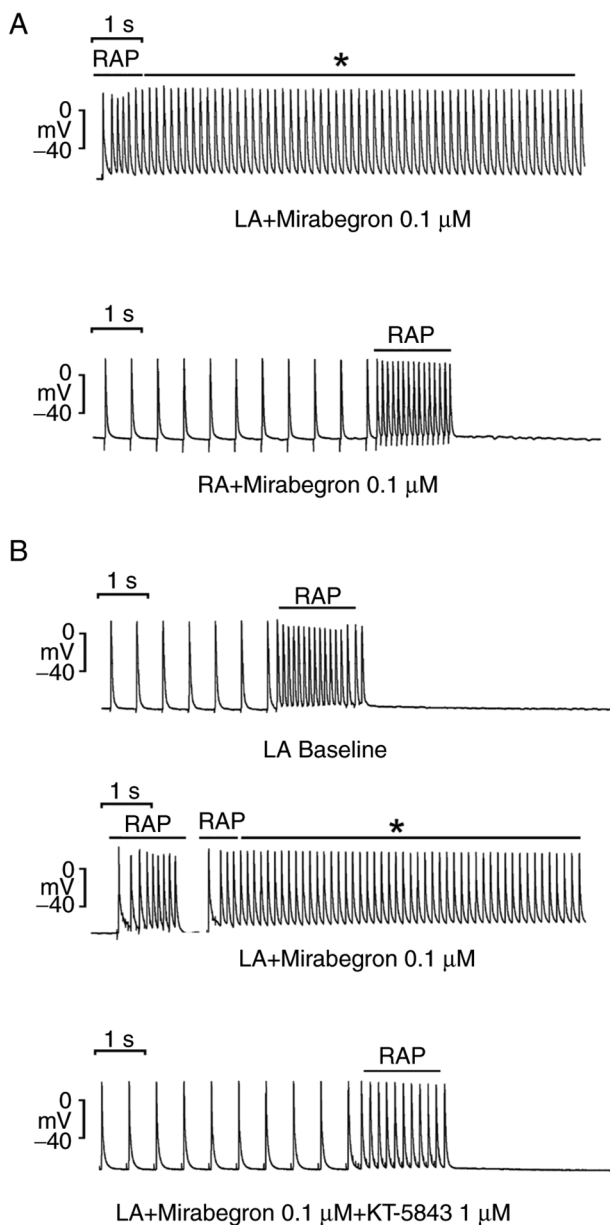 A
1 s
RAP
*
0
mV
–40
LA+Mirabegron 0.1 μM
1 s
RAP
0
mV
–40
RA+Mirabegron 0.1 μM
B
1 s
RAP
0
mV
–40
LA Baseline
1 s
RAP RAP *
0
mV
–40
LA+Mirabegron 0.1 μM
1 s
RAP
0
mV
–40
LA+Mirabegron 0.1 μM+KT-5843 1 μM